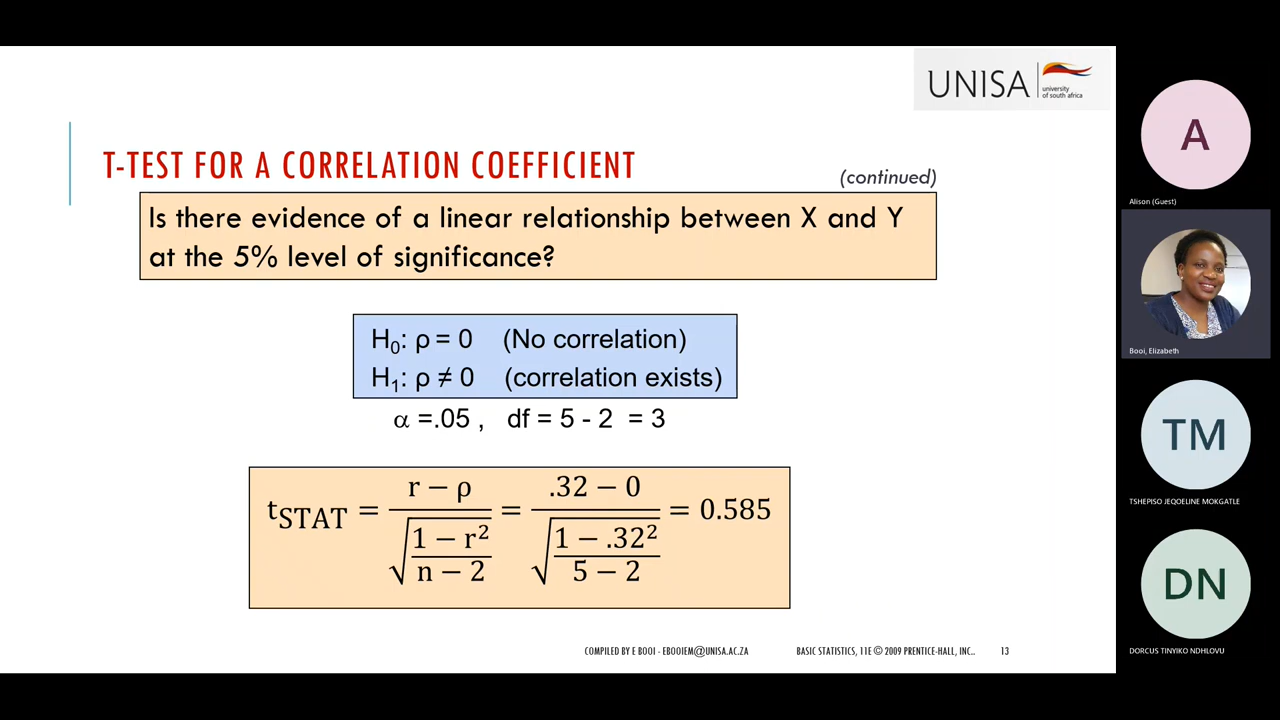 UNISA
university
of south africa
T-TEST FOR A CORRELATION COEFFICIENT
(continued)
Is there evidence of a linear relationship between X and Y
at the 5% level of significance?
H₀: ρ = 0 (No correlation)
H₁: ρ ≠ 0 (correlation exists)
α =.05 , df = 5 - 2 = 3
t_STAT = (r − ρ) / √((1 − r²) / (n − 2)) = (.32 − 0) / √((1 − .32²) / (5 − 2)) = 0.585
COMPILED BY E BOOI - EBOOIEM@UNISA.AC.ZA
BASIC STATISTICS, 11E © 2009 PRENTICE-HALL, INC..
13
A
Alison (Guest)
Booi, Elizabeth
TM
TSHEPISO JEQOELINE MOKGATLE
DN
DORCUS TINYIKO NDHLOVU